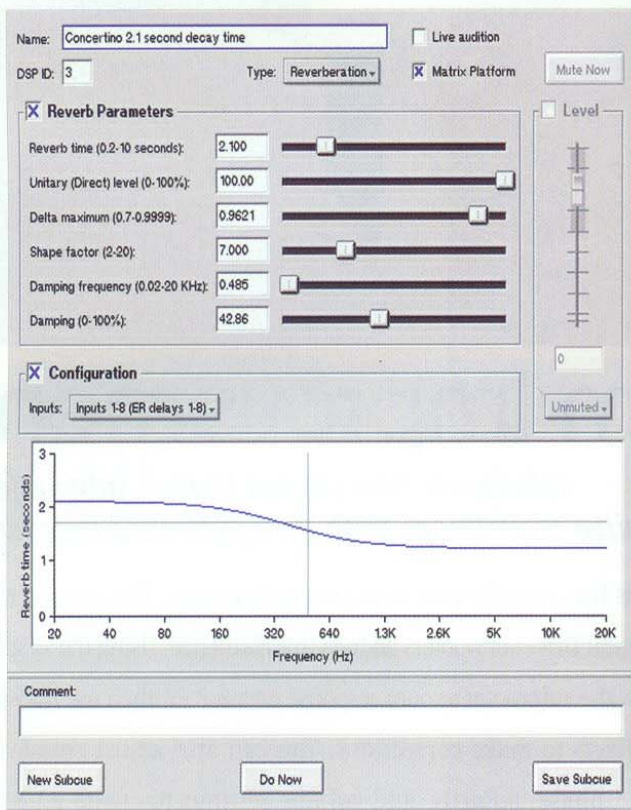 Name: Concertino 2.1 second decay time
Live audition
DSP ID: 3
Type: Reverberation
Matrix Platform
Mute Now
Reverb Parameters
Level
Reverb time (0.2-10 seconds): 2.100
Unitary (Direct) level (0-100%): 100.00
Delta maximum (0.7-0.9999): 0.9621
Shape factor (2-20): 7.000
Damping frequency (0.02-20 KHz): 0.485
Damping (0-100%): 42.86
0
Configuration
Inputs: Inputs 1-8 (ER delays 1-8)
Unmuted
3
2
1
0
Reverb time (seconds)
20 40 80 160 320 640 1.3K 2.6K 5K 10K 20K
Frequency (Hz)
Comment:
New Subcue
Do Now
Save Subcue